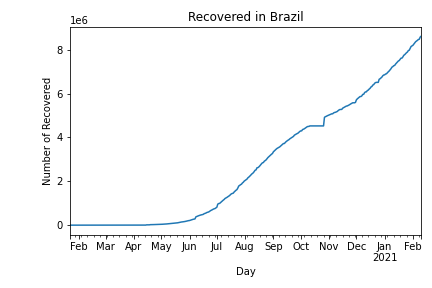 Recovered in Brazil
1e6
8
6
4
2
0
Number of Recovered
Feb Mar Apr May Jun Jul Aug Sep Oct Nov Dec Jan Feb
2021
Day